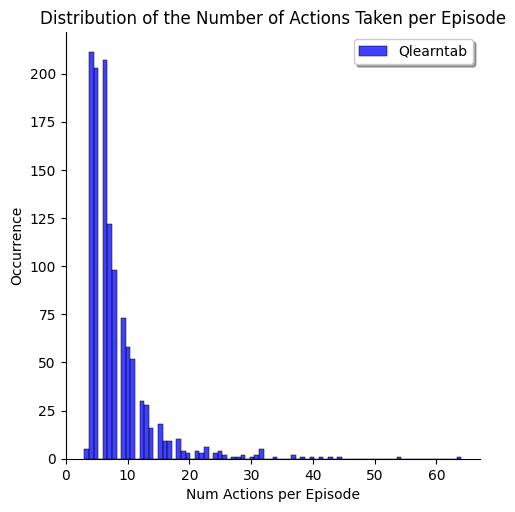 Distribution of the Number of Actions Taken per Episode
Qlearntab
200
175
150
125
100
75
50
25
0
Occurrence
0 10 20 30 40 50 60
Num Actions per Episode